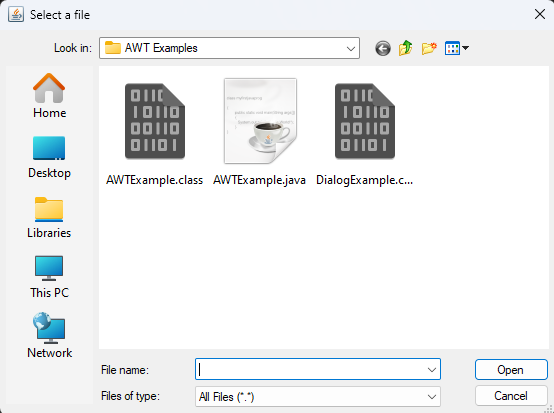 Select a file
Look in: AWT Examples
Home
Desktop
Libraries
This PC
Network
AWTExample.class
AWTExample.java
DialogExample.c...
File name:
Open
Files of type: All Files (*.*)
Cancel